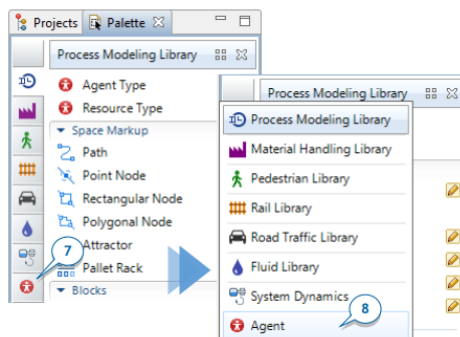 Projects Palette
Process Modeling Library
Agent Type
Resource Type
Space Markup
Path
Point Node
Rectangular Node
Polygonal Node
Attractor
7
Pallet Rack
Blocks
Process Modeling Library
Process Modeling Library
Material Handling Library
Pedestrian Library
Rail Library
Road Traffic Library
Fluid Library
System Dynamics
8
Agent